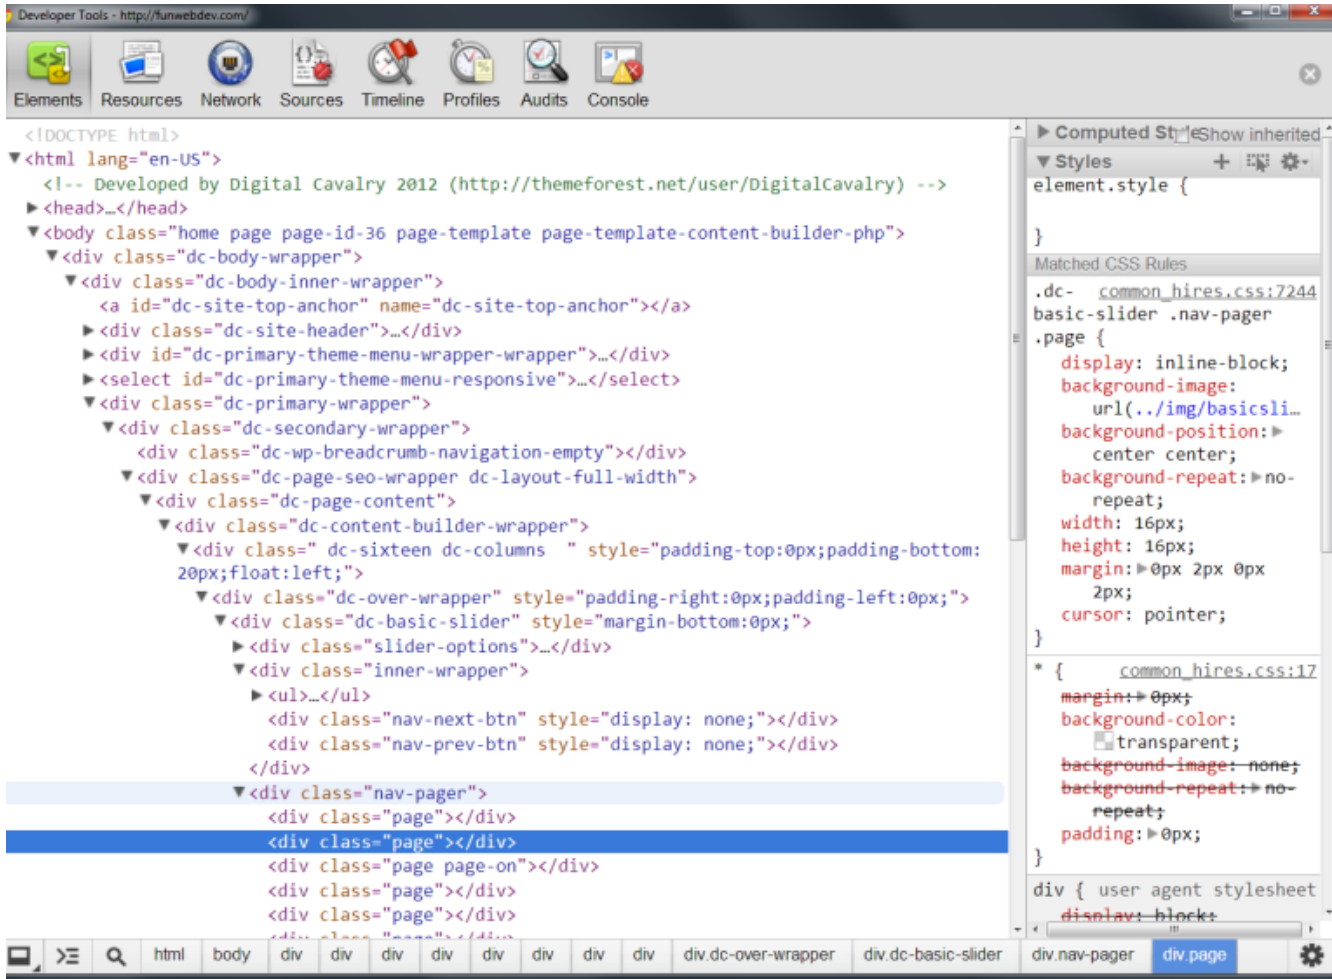 Developer Tools - http://funwebdev.com/
Elements Resources Network Sources Timeline Profiles Audits Console
<!DOCTYPE html>
<html lang="en-US">
<!-- Developed by Digital Cavalry 2012 (http://themeforest.net/user/DigitalCavalry) -->
<head>…</head>
<body class="home page page-id-36 page-template page-template-content-builder-php">
<div class="dc-body-wrapper">
<div class="dc-body-inner-wrapper">
<a id="dc-site-top-anchor" name="dc-site-top-anchor"></a>
<div class="dc-site-header">…</div>
<div id="dc-primary-theme-menu-wrapper-wrapper">…</div>
<select id="dc-primary-theme-menu-responsive">…</select>
<div class="dc-primary-wrapper">
<div class="dc-secondary-wrapper">
<div class="dc-wp-breadcrumb-navigation-empty"></div>
<div class="dc-page-seo-wrapper dc-layout-full-width">
<div class="dc-page-content">
<div class="dc-content-builder-wrapper">
<div class=" dc-sixteen dc-columns  " style="padding-top:0px;padding-bottom:
20px;float:left;">
<div class="dc-over-wrapper" style="padding-right:0px;padding-left:0px;">
<div class="dc-basic-slider" style="margin-bottom:0px;">
<div class="slider-options">…</div>
<div class="inner-wrapper">
<ul>…</ul>
<div class="nav-next-btn" style="display: none;"></div>
<div class="nav-prev-btn" style="display: none;"></div>
</div>
<div class="nav-pager">
<div class="page"></div>
<div class="page"></div>
<div class="page page-on"></div>
<div class="page"></div>
<div class="page"></div>
<div class="page"></div>
Computed Style Show inherited
Styles
element.style {
}
Matched CSS Rules
.dc- common_hires.css:7244
basic-slider .nav-pager
.page {
display: inline-block;
background-image:
url(../img/basicsli…
background-position:
center center;
background-repeat: no-
repeat;
width: 16px;
height: 16px;
margin: 0px 2px 0px
2px;
cursor: pointer;
}
* { common_hires.css:17
margin: 0px;
background-color:
transparent;
background-image: none;
background-repeat: no-
repeat;
padding: 0px;
}
div { user agent stylesheet
display: block;
html body div div div div div div div div div.dc-over-wrapper div.dc-basic-slider div.nav-pager div.page